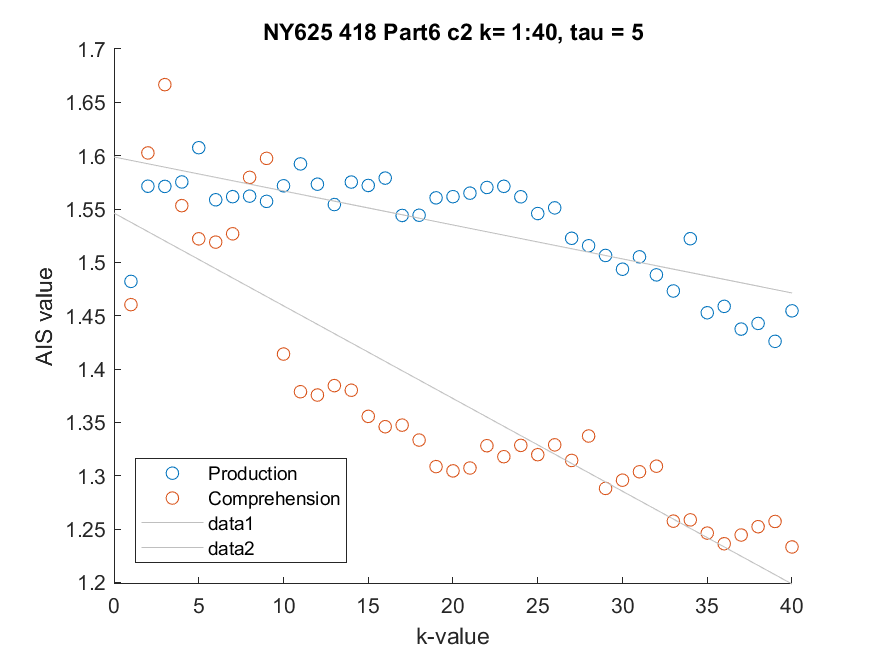 NY625 418 Part6 c2 k= 1:40, tau = 5
1.7
1.65
1.6
1.55
1.5
1.45
1.4
1.35
1.3
1.25
1.2
AIS value
Production
Comprehension
data1
data2
0 5 10 15 20 25 30 35 40
k-value